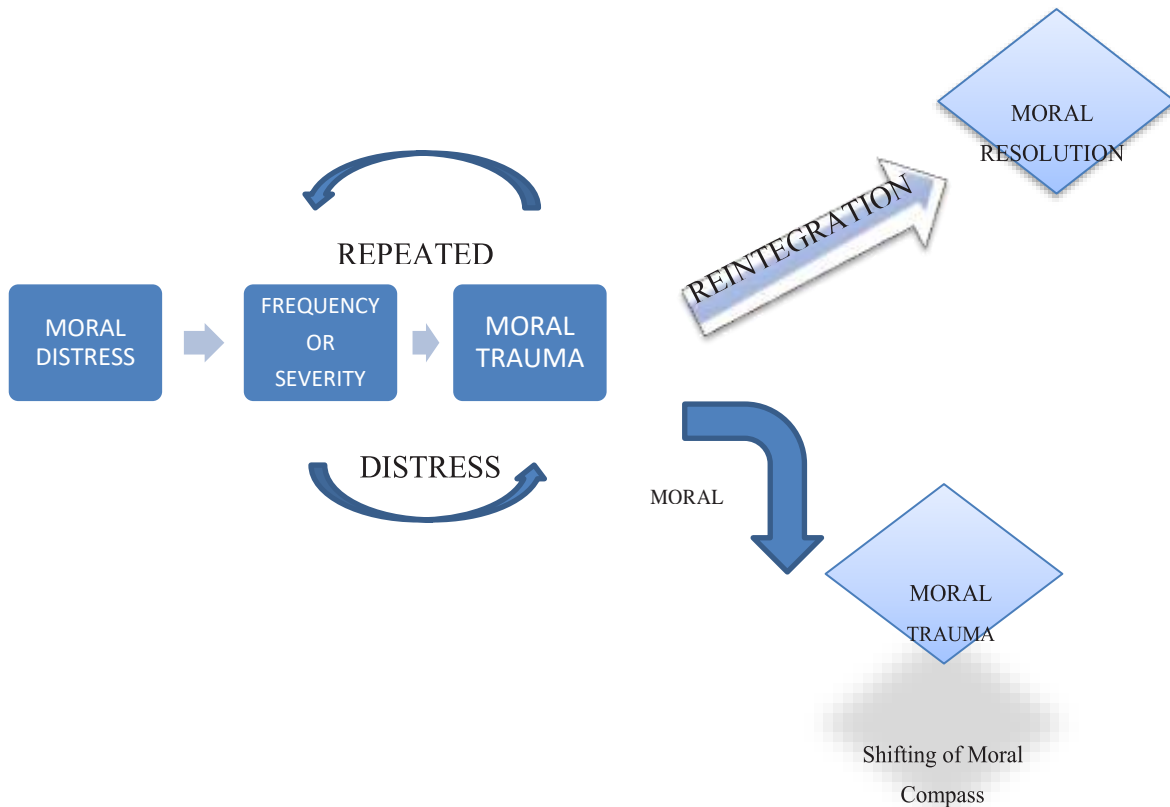 MORAL
RESOLUTION
REINTEGRATION
REPEATED
MORAL
DISTRESS
FREQUENCY
OR
SEVERITY
MORAL
TRAUMA
DISTRESS
MORAL
MORAL
TRAUMA
Shifting of Moral
Compass